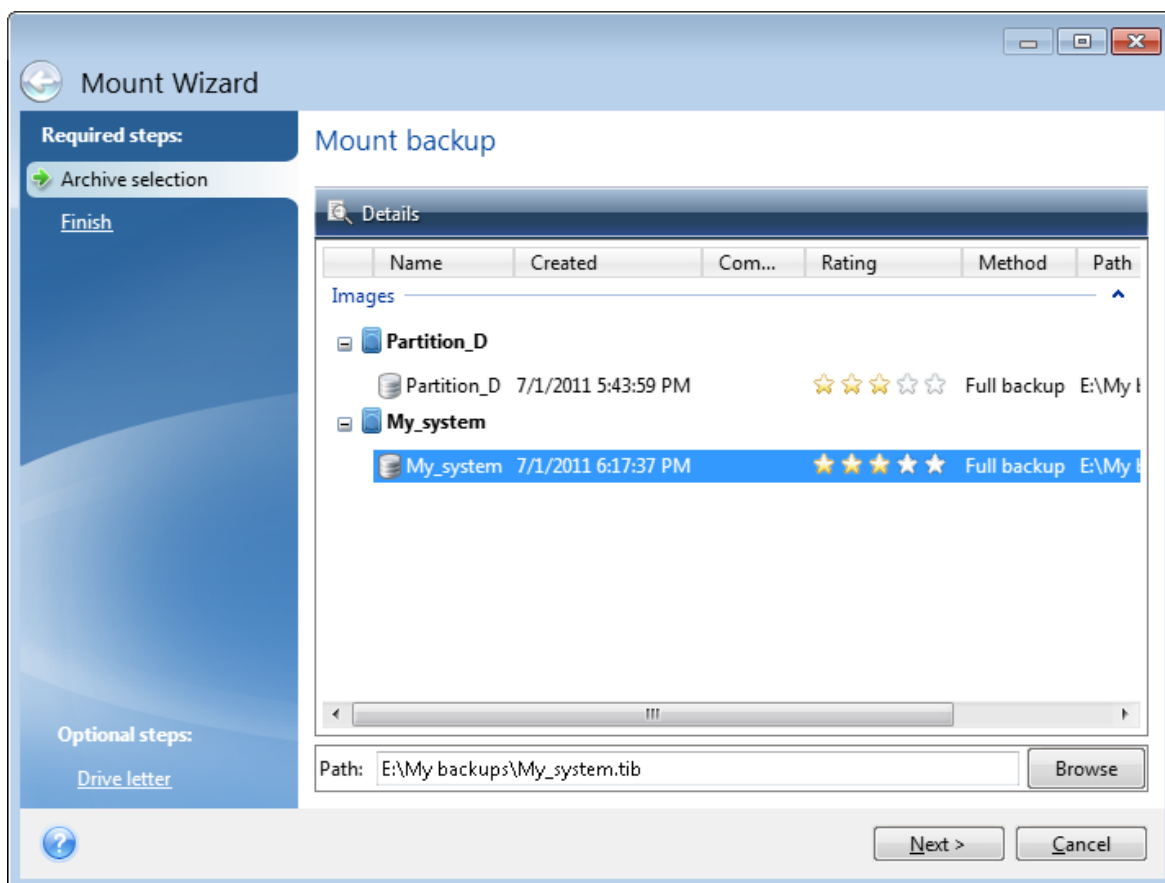 Mount Wizard
Required steps:
Archive selection
Finish
Optional steps:
Drive letter
Mount backup
Details
Name Created Com... Rating Method Path
Images
Partition_D
Partition_D 7/1/2011 5:43:59 PM Full backup E:\My
My_system
My_system 7/1/2011 6:17:37 PM Full backup E:\My
Path: E:\My backups\My_system.tib Browse
? Next > Cancel